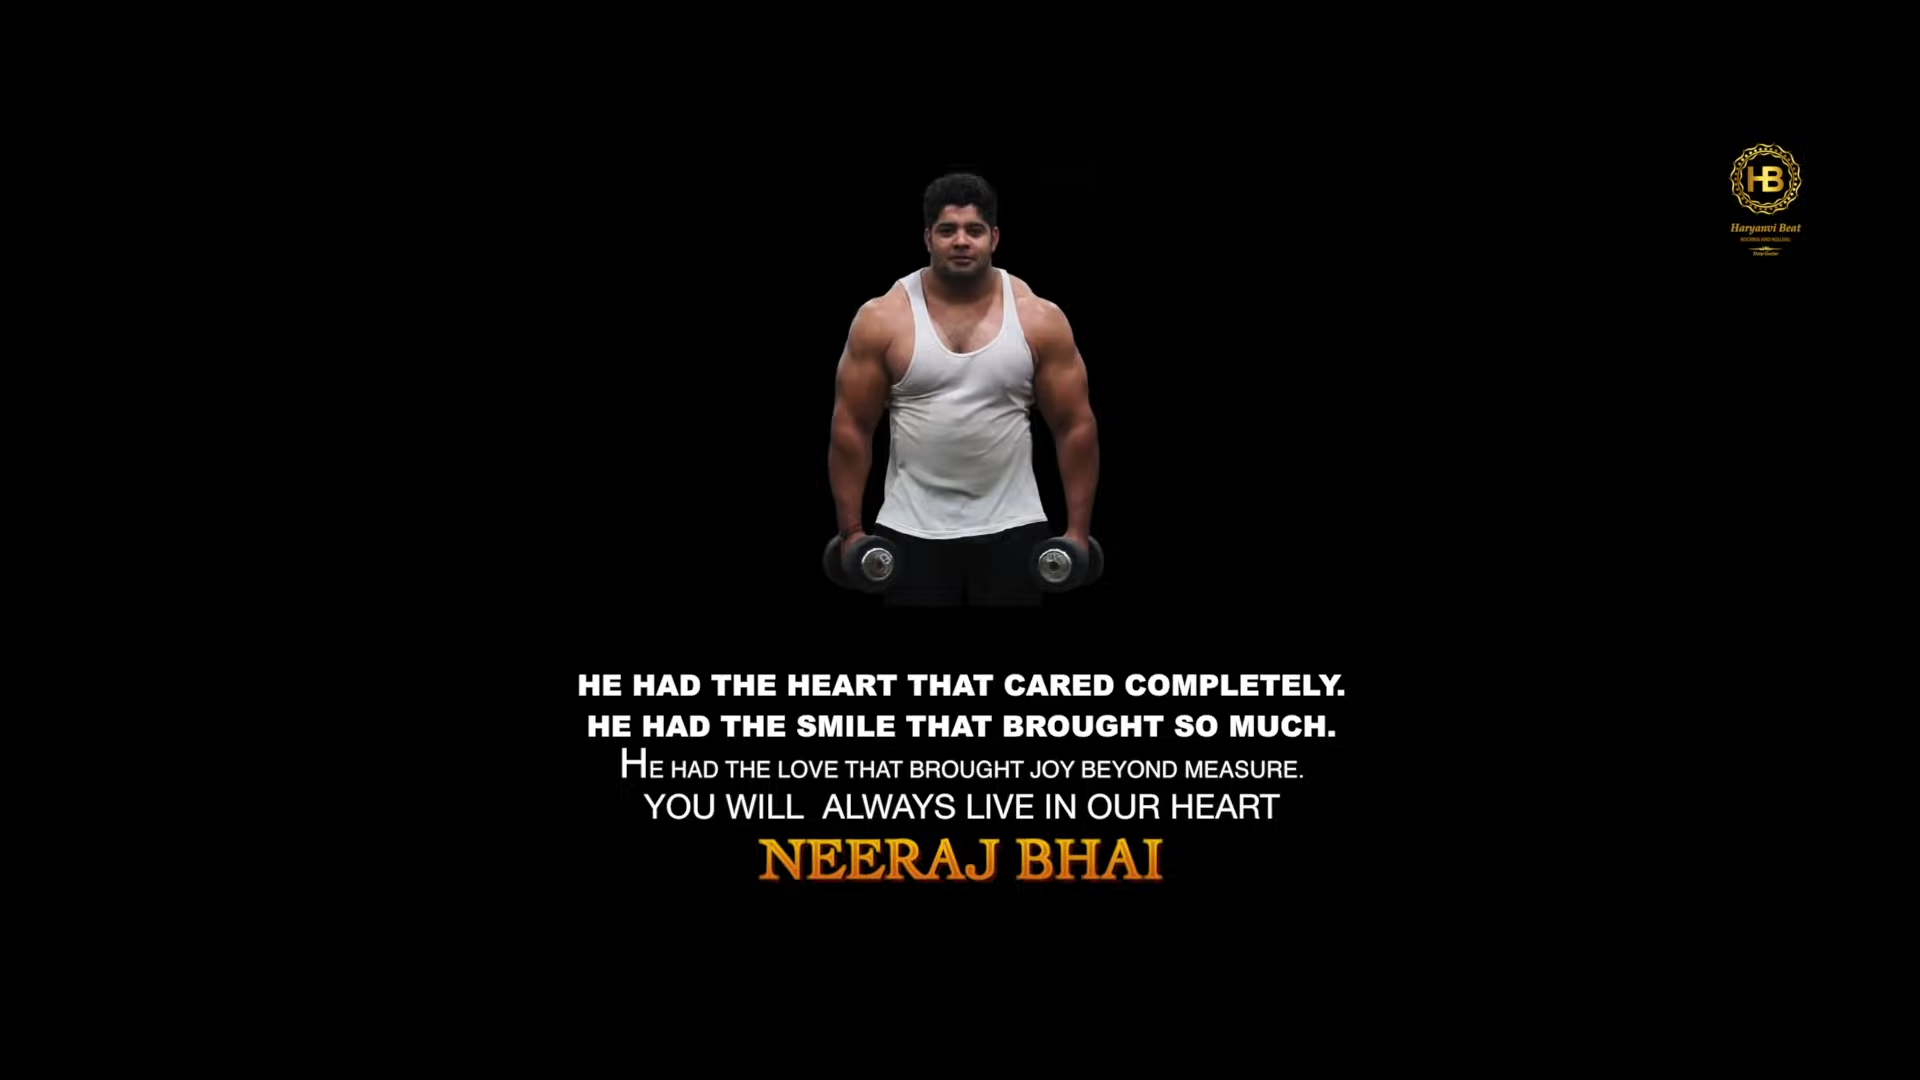 HB
Haryanvi Beat
HE HAD THE HEART THAT CARED COMPLETELY.
HE HAD THE SMILE THAT BROUGHT SO MUCH.
HE HAD THE LOVE THAT BROUGHT JOY BEYOND MEASURE.
YOU WILL ALWAYS LIVE IN OUR HEART
NEERAJ BHAI